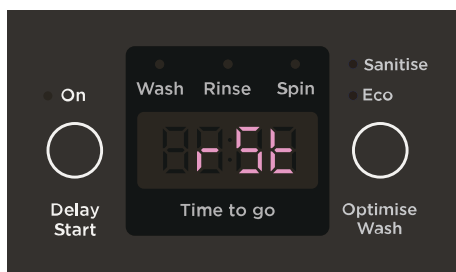 Sanitise
Wash Rinse Spin
On
Eco
rSt
Delay
Start
Time to go
Optimise
Wash